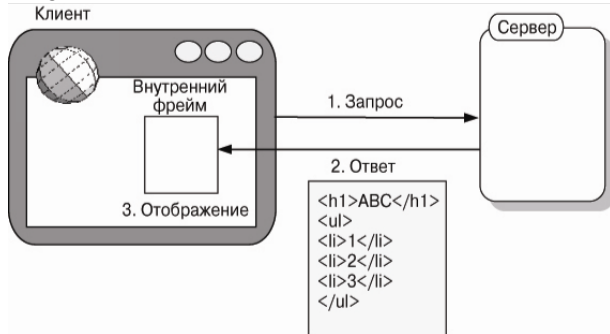 Клиент
Сервер
Внутренний
фрейм
1. Запрос
2. Ответ
3. Отображение
<h1>ABC</h1>
<ul>
<li>1</li>
<li>2</li>
<li>3</li>
</ul>